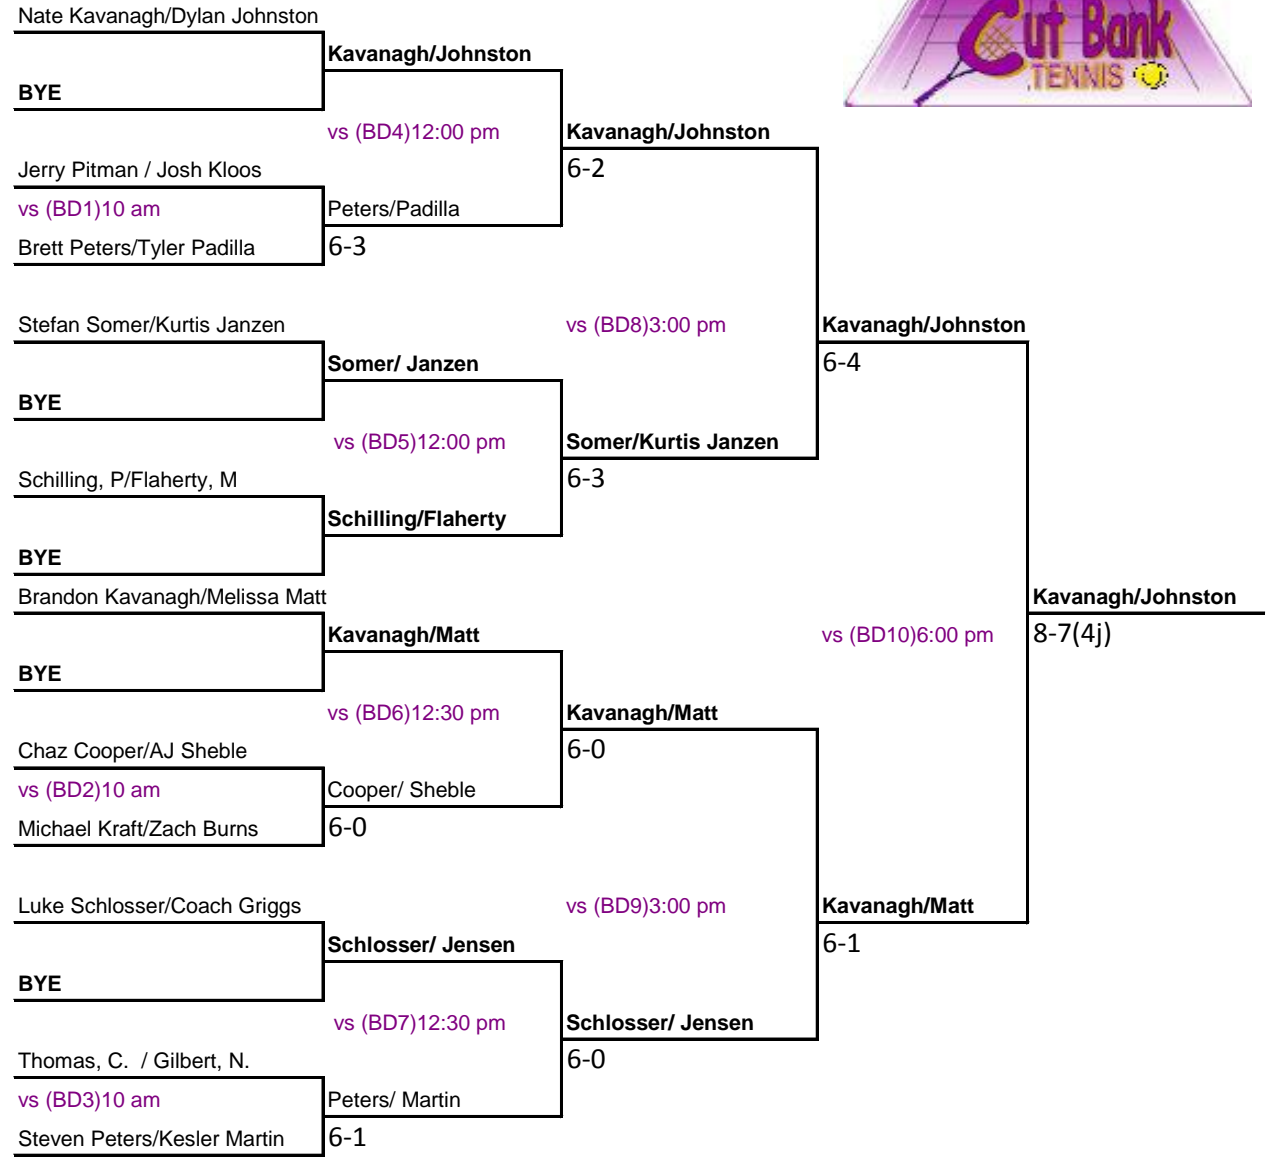 Nate Kavanagh/Dylan Johnston
Cut Bank
TENNIS
Kavanagh/Johnston
BYE
vs (BD4)12:00 pm
Kavanagh/Johnston
Jerry Pitman / Josh Kloos
6-2
vs (BD1)10 am
Peters/Padilla
Brett Peters/Tyler Padilla
6-3
Stefan Somer/Kurtis Janzen
vs (BD8)3:00 pm
Kavanagh/Johnston
Somer/ Janzen
6-4
BYE
vs (BD5)12:00 pm
Somer/Kurtis Janzen
Schilling, P/Flaherty, M
6-3
Schilling/Flaherty
BYE
Brandon Kavanagh/Melissa Matt
Kavanagh/Johnston
Kavanagh/Matt
vs (BD10)6:00 pm
8-7(4j)
BYE
vs (BD6)12:30 pm
Kavanagh/Matt
Chaz Cooper/AJ Sheble
6-0
vs (BD2)10 am
Cooper/ Sheble
Michael Kraft/Zach Burns
6-0
Luke Schlosser/Coach Griggs
vs (BD9)3:00 pm
Kavanagh/Matt
Schlosser/ Jensen
6-1
BYE
vs (BD7)12:30 pm
Schlosser/ Jensen
Thomas, C.  / Gilbert, N.
6-0
vs (BD3)10 am
Peters/ Martin
Steven Peters/Kesler Martin
6-1